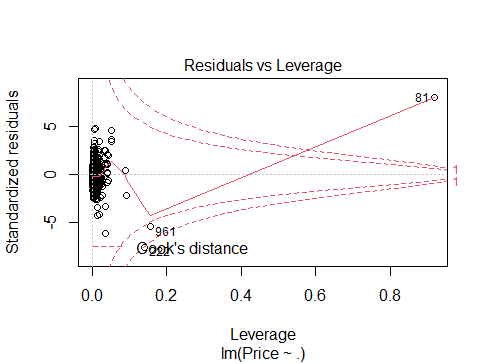 Residuals vs Leverage
Standardized residuals
5
0
-5
81
1
1
961
222
Cook's distance
0.0 0.2 0.4 0.6 0.8
Leverage
lm(Price ~ .)